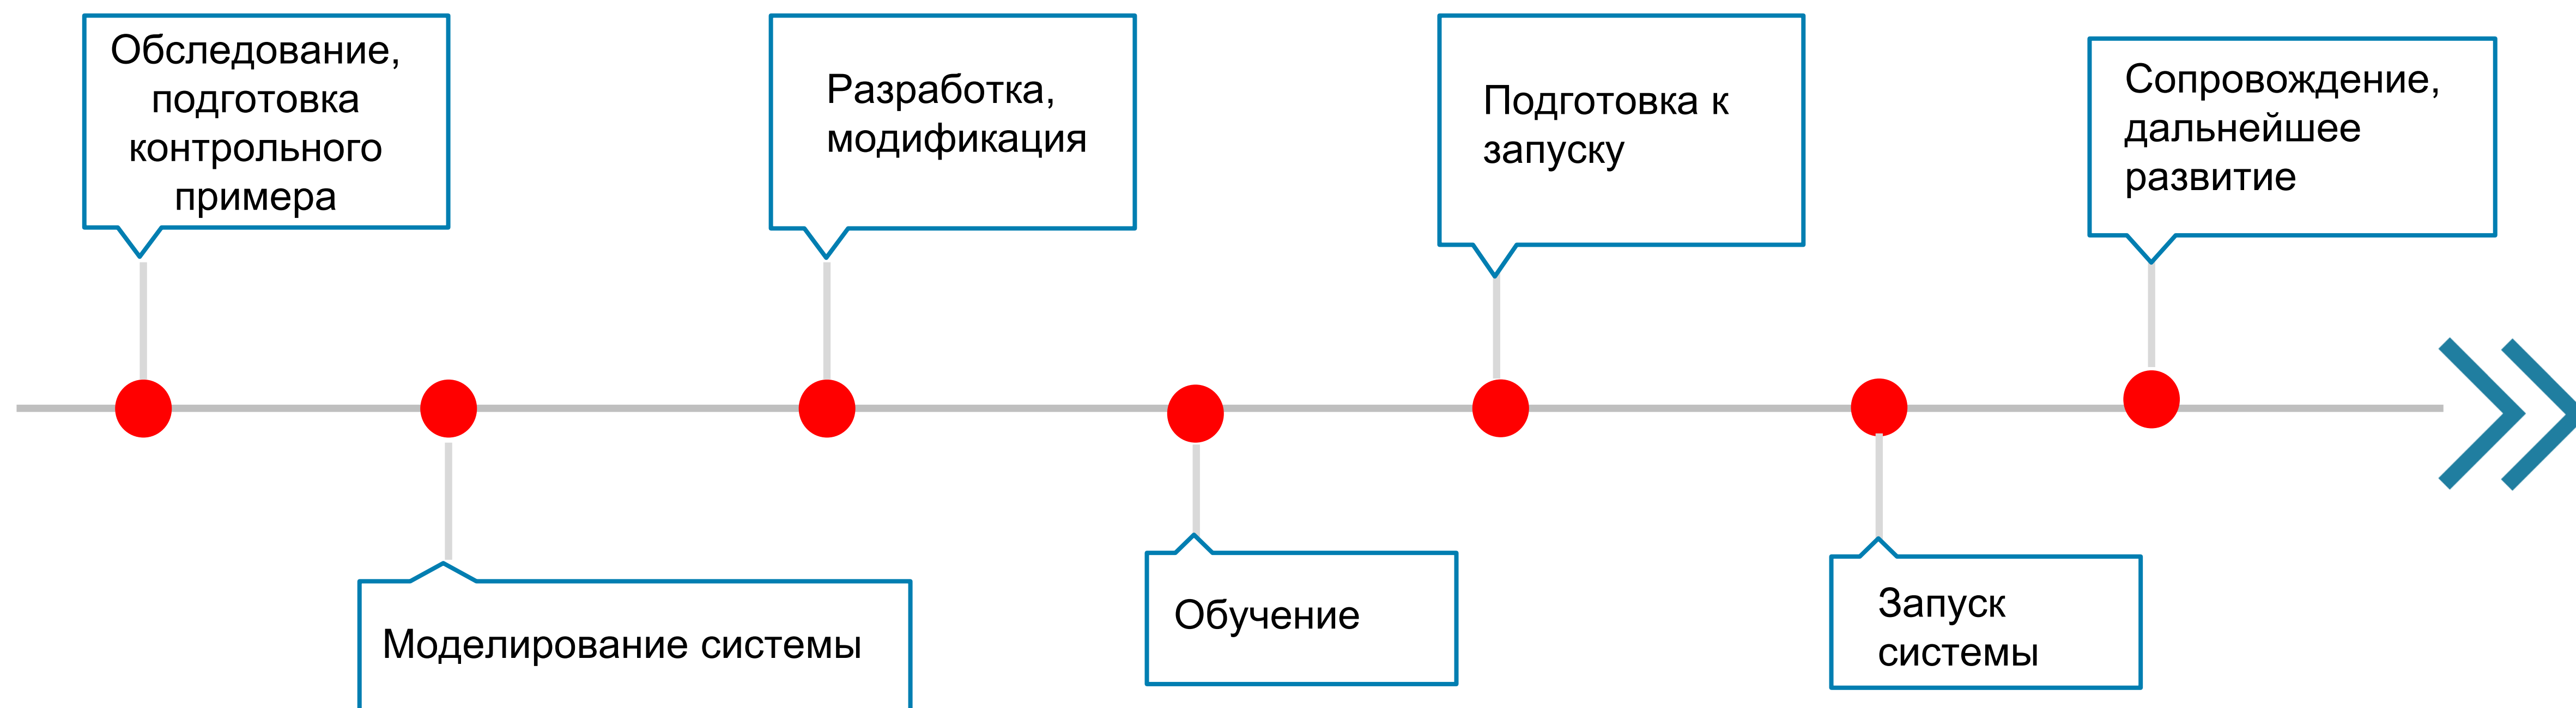 Обследование,
подготовка
контрольного
примера
Моделирование системы
Разработка,
модификация
Обучение
Подготовка к
запуску
Запуск
системы
Сопровождение,
дальнейшее
развитие